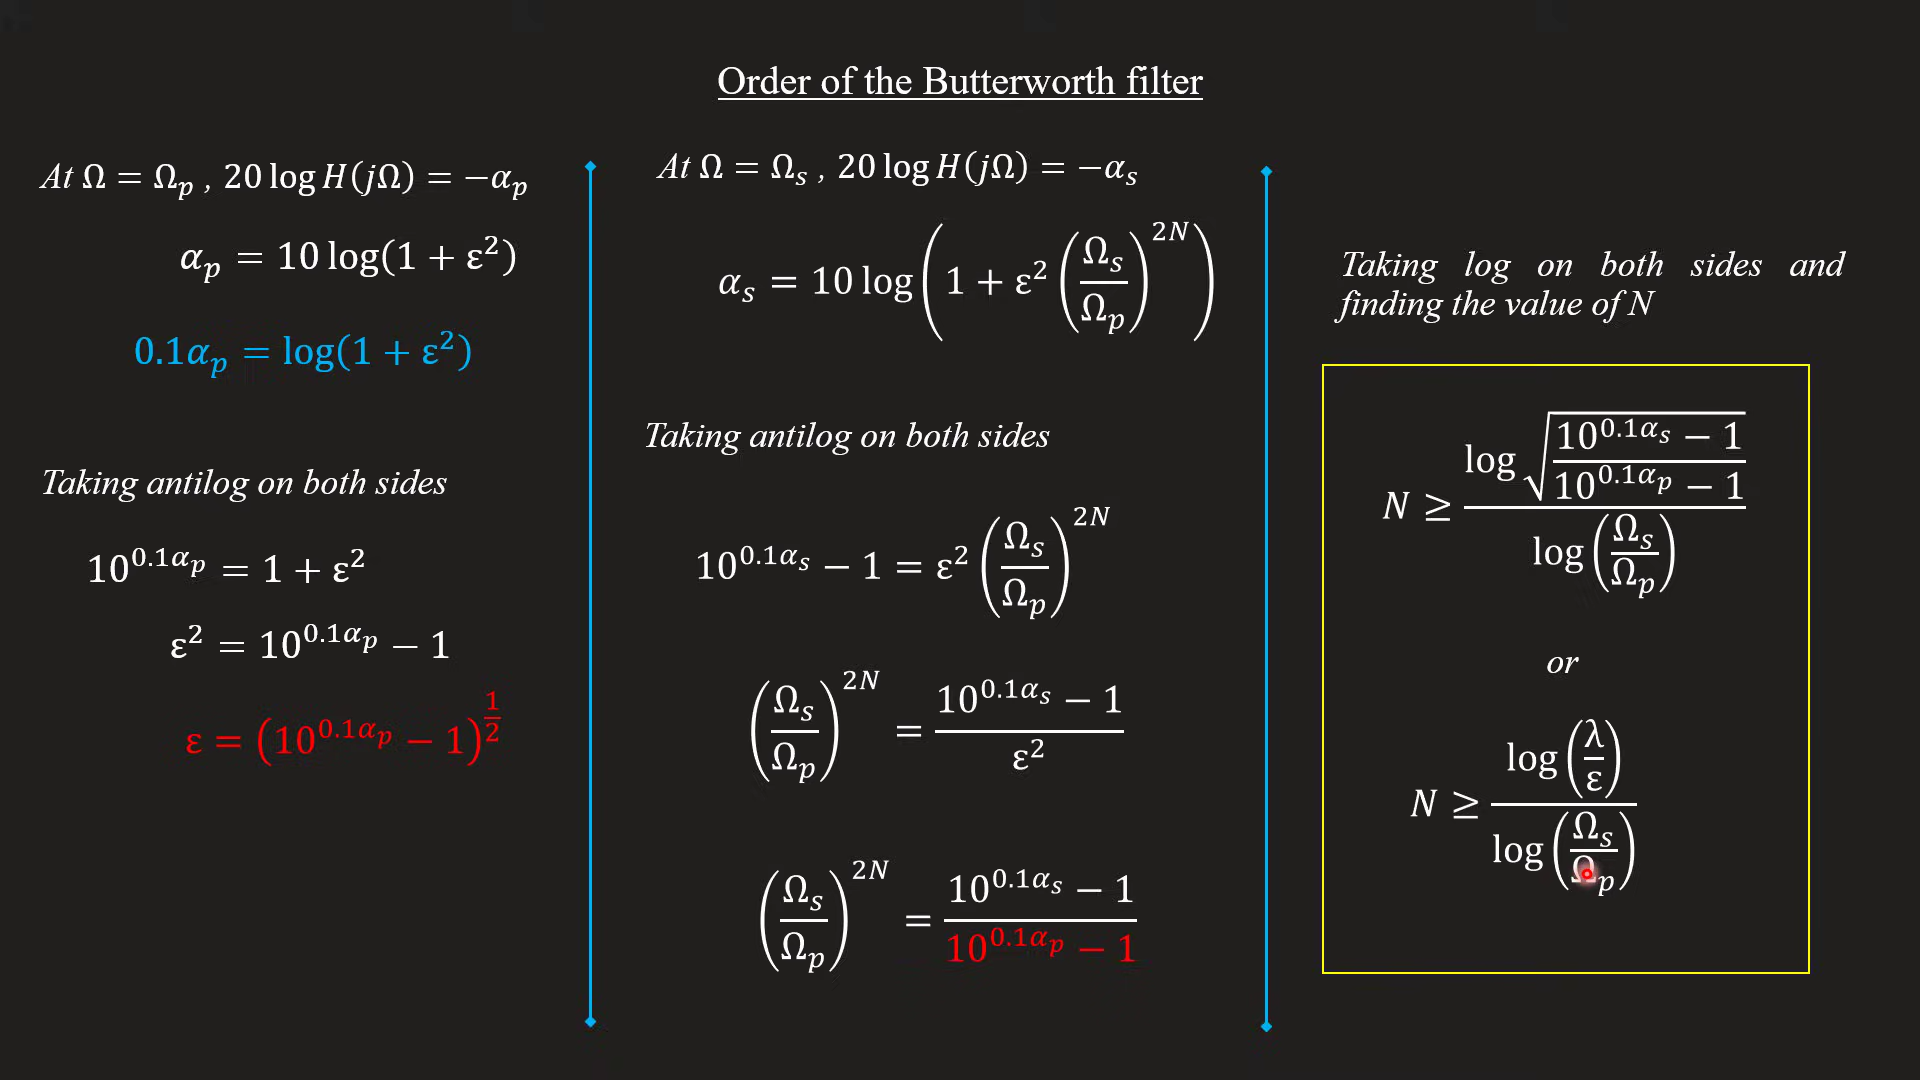 Order of the Butterworth filter
At Ω = Ωₚ , 20 log H(jΩ) = −αₚ
αₚ = 10 log(1 + ε²)
0.1αₚ = log(1 + ε²)
Taking antilog on both sides
10^(0.1αₚ) = 1 + ε²
ε² = 10^(0.1αₚ) − 1
ε = (10^(0.1αₚ) − 1)^(1/2)
At Ω = Ωₛ , 20 log H(jΩ) = −αₛ
αₛ = 10 log(1 + ε² (Ωₛ/Ωₚ)^(2N))
Taking antilog on both sides
10^(0.1αₛ) − 1 = ε² (Ωₛ/Ωₚ)^(2N)
(Ωₛ/Ωₚ)^(2N) = (10^(0.1αₛ) − 1)/ε²
(Ωₛ/Ωₚ)^(2N) = (10^(0.1αₛ) − 1)/(10^(0.1αₚ) − 1)
Taking log on both sides and
finding the value of N
N ≥ log √((10^(0.1αₛ) − 1)/(10^(0.1αₚ) − 1)) / log(Ωₛ/Ωₚ)
or
N ≥ log(λ/ε) / log(Ωₛ/Ωₚ)